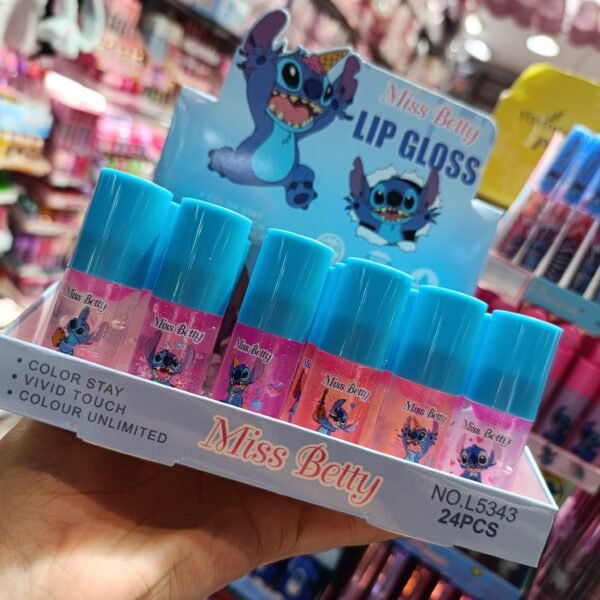 Miss Betty
LIP GLOSS
Miss Betty
Miss Betty
Miss Betty
Miss Betty
Miss Betty
Miss Betty
• COLOR STAY
• VIVID TOUCH
• COLOUR UNLIMITED
Miss Betty
NO.L5343
24PCS